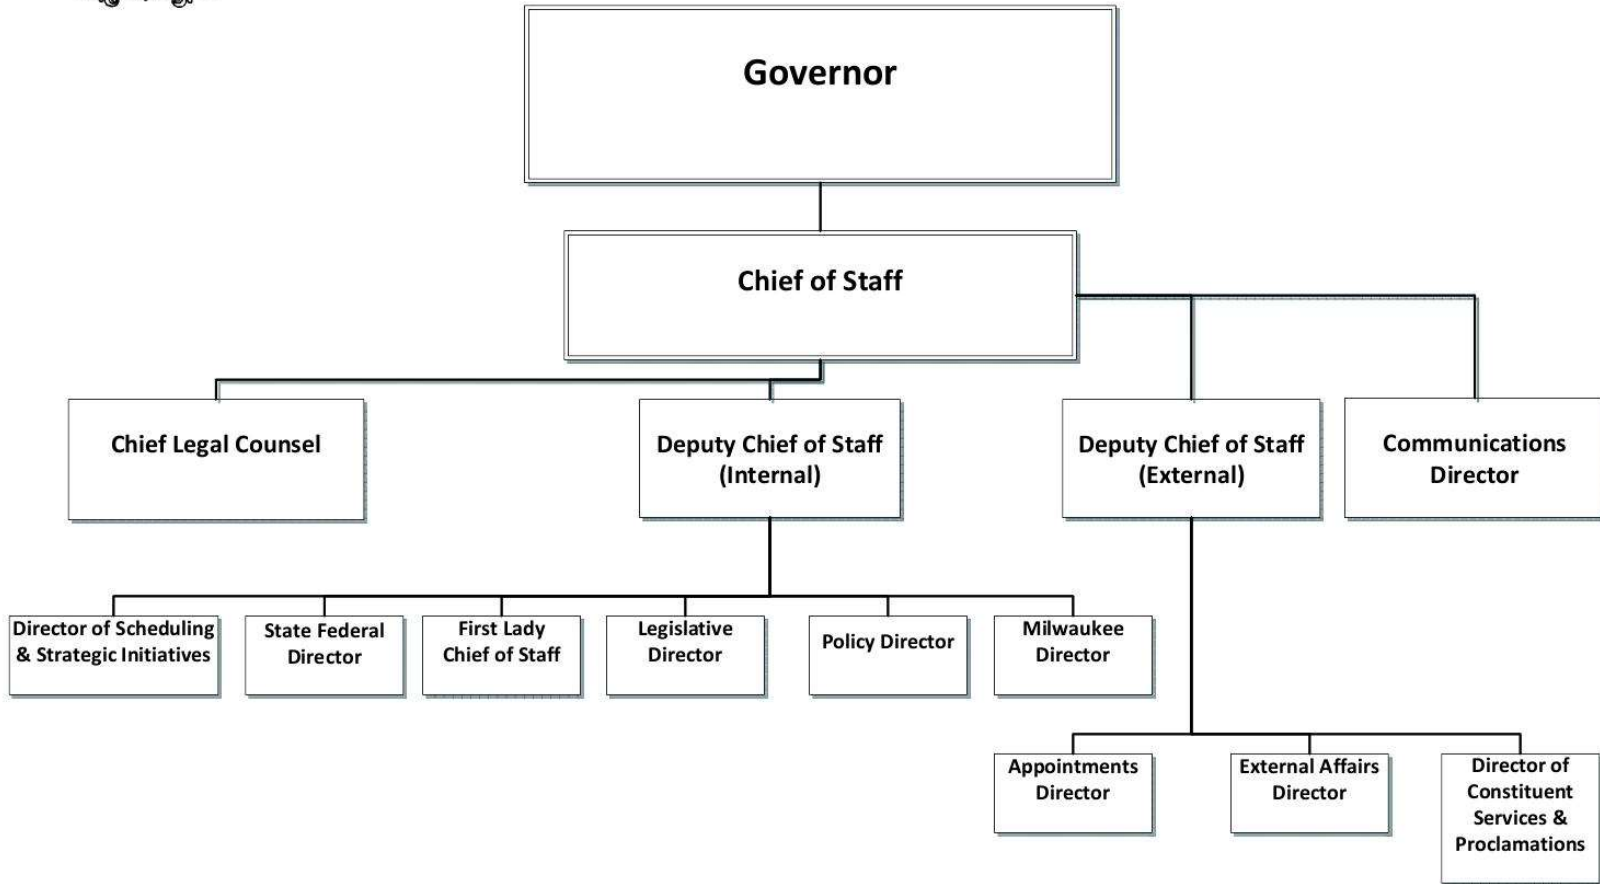 Governor
Chief of Staff
Chief Legal Counsel
Deputy Chief of Staff
(Internal)
Deputy Chief of Staff
(External)
Communications
Director
Director of Scheduling
& Strategic Initiatives
State Federal
Director
First Lady
Chief of Staff
Legislative
Director
Policy Director
Milwaukee
Director
Appointments
Director
External Affairs
Director
Director of
Constituent
Services &
Proclamations